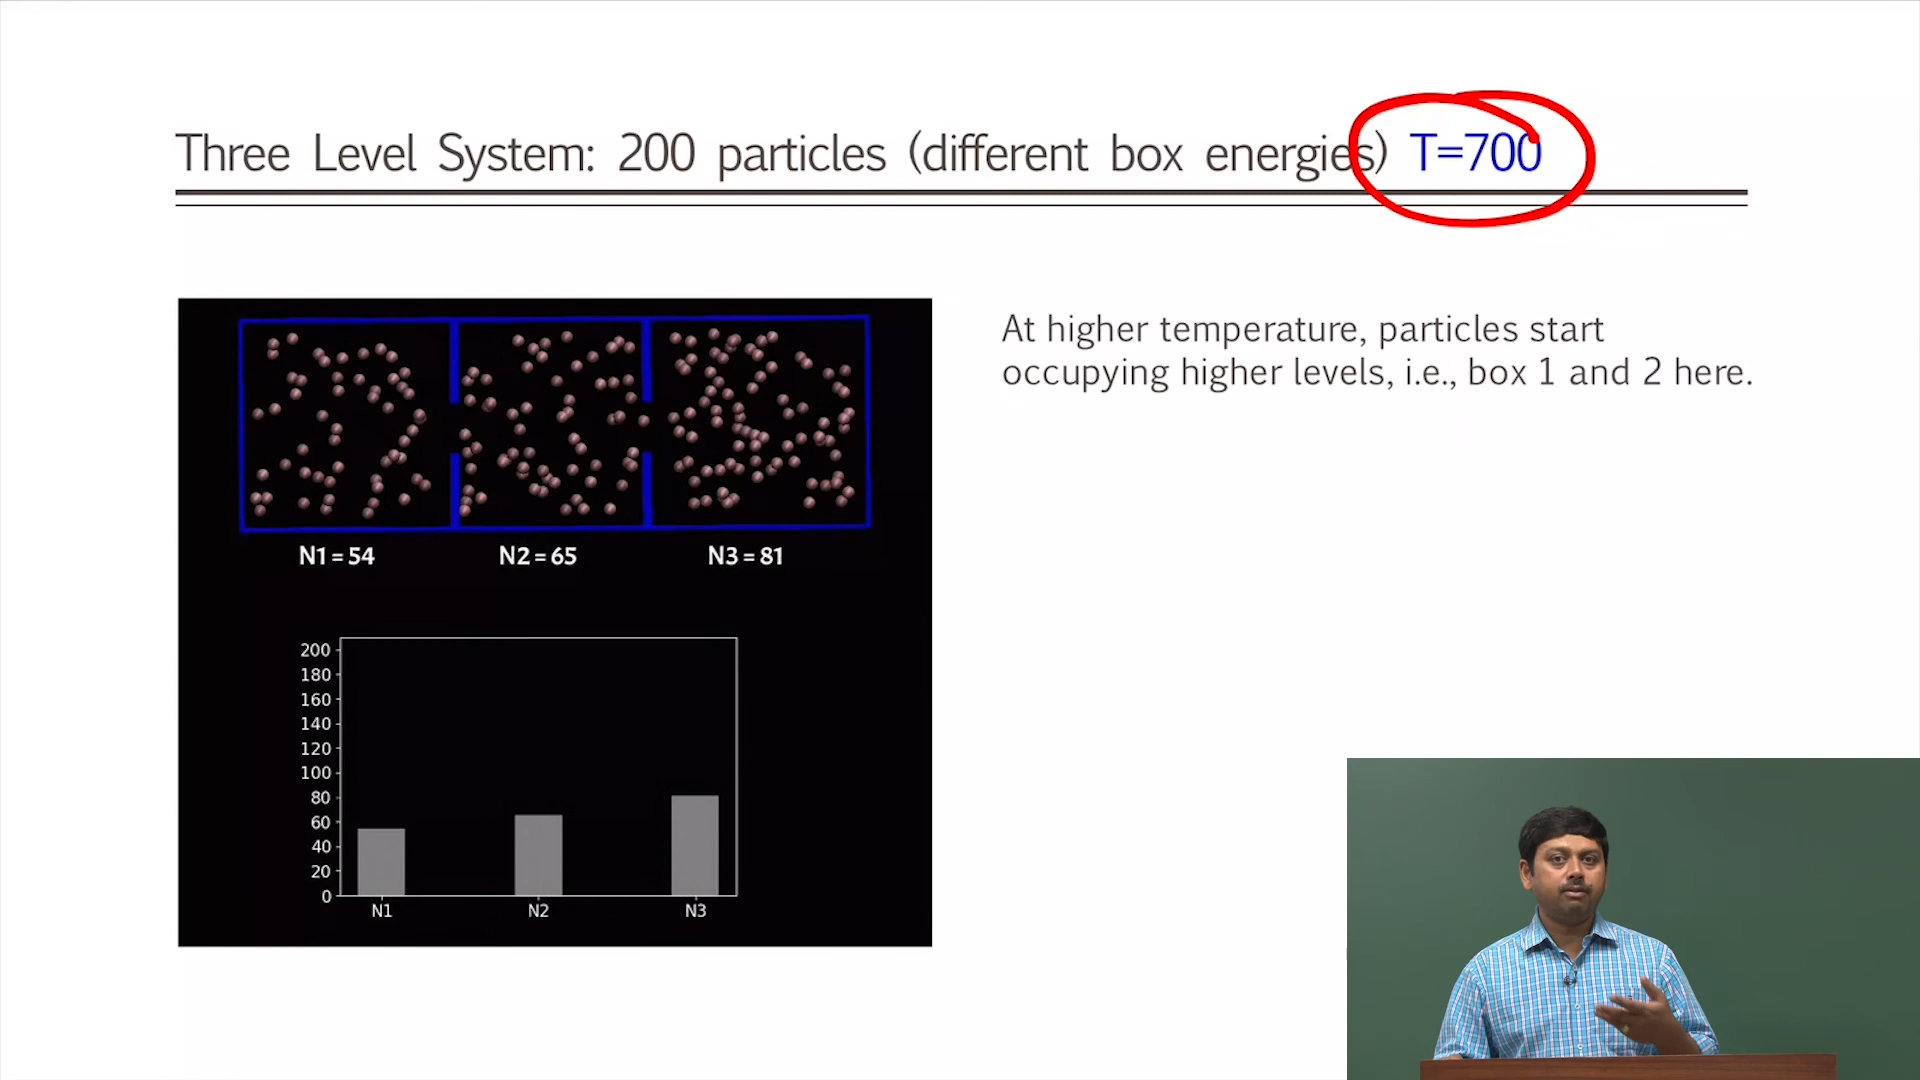 Three Level System: 200 particles (different box energies) T=700
At higher temperature, particles start
occupying higher levels, i.e., box 1 and 2 here.
N1 = 54
N2 = 65
N3 = 81
200
180
160
140
120
100
80
60
40
20
0
N1
N2
N3